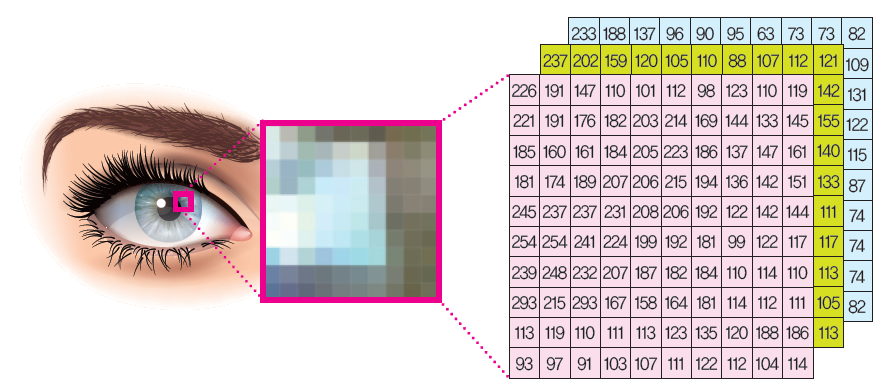 233 188 137 96 90 95 63 73 73 82
237 202 159 120 105 110 88 107 112 121 109
226 191 147 110 101 112 98 123 110 119 142 131
221 191 176 182 203 214 169 144 133 145 155 122
185 160 161 184 205 223 186 137 147 161 140 115
181 174 189 207 206 215 194 136 142 151 133 87
245 237 237 231 208 206 192 122 142 144 111 74
254 254 241 224 199 192 181 99 122 117 117 74
239 248 232 207 187 182 184 110 114 110 113 74
293 215 293 167 158 164 181 114 112 111 105 82
113 119 110 111 113 123 135 120 188 186 113
93 97 91 103 107 111 122 112 104 114